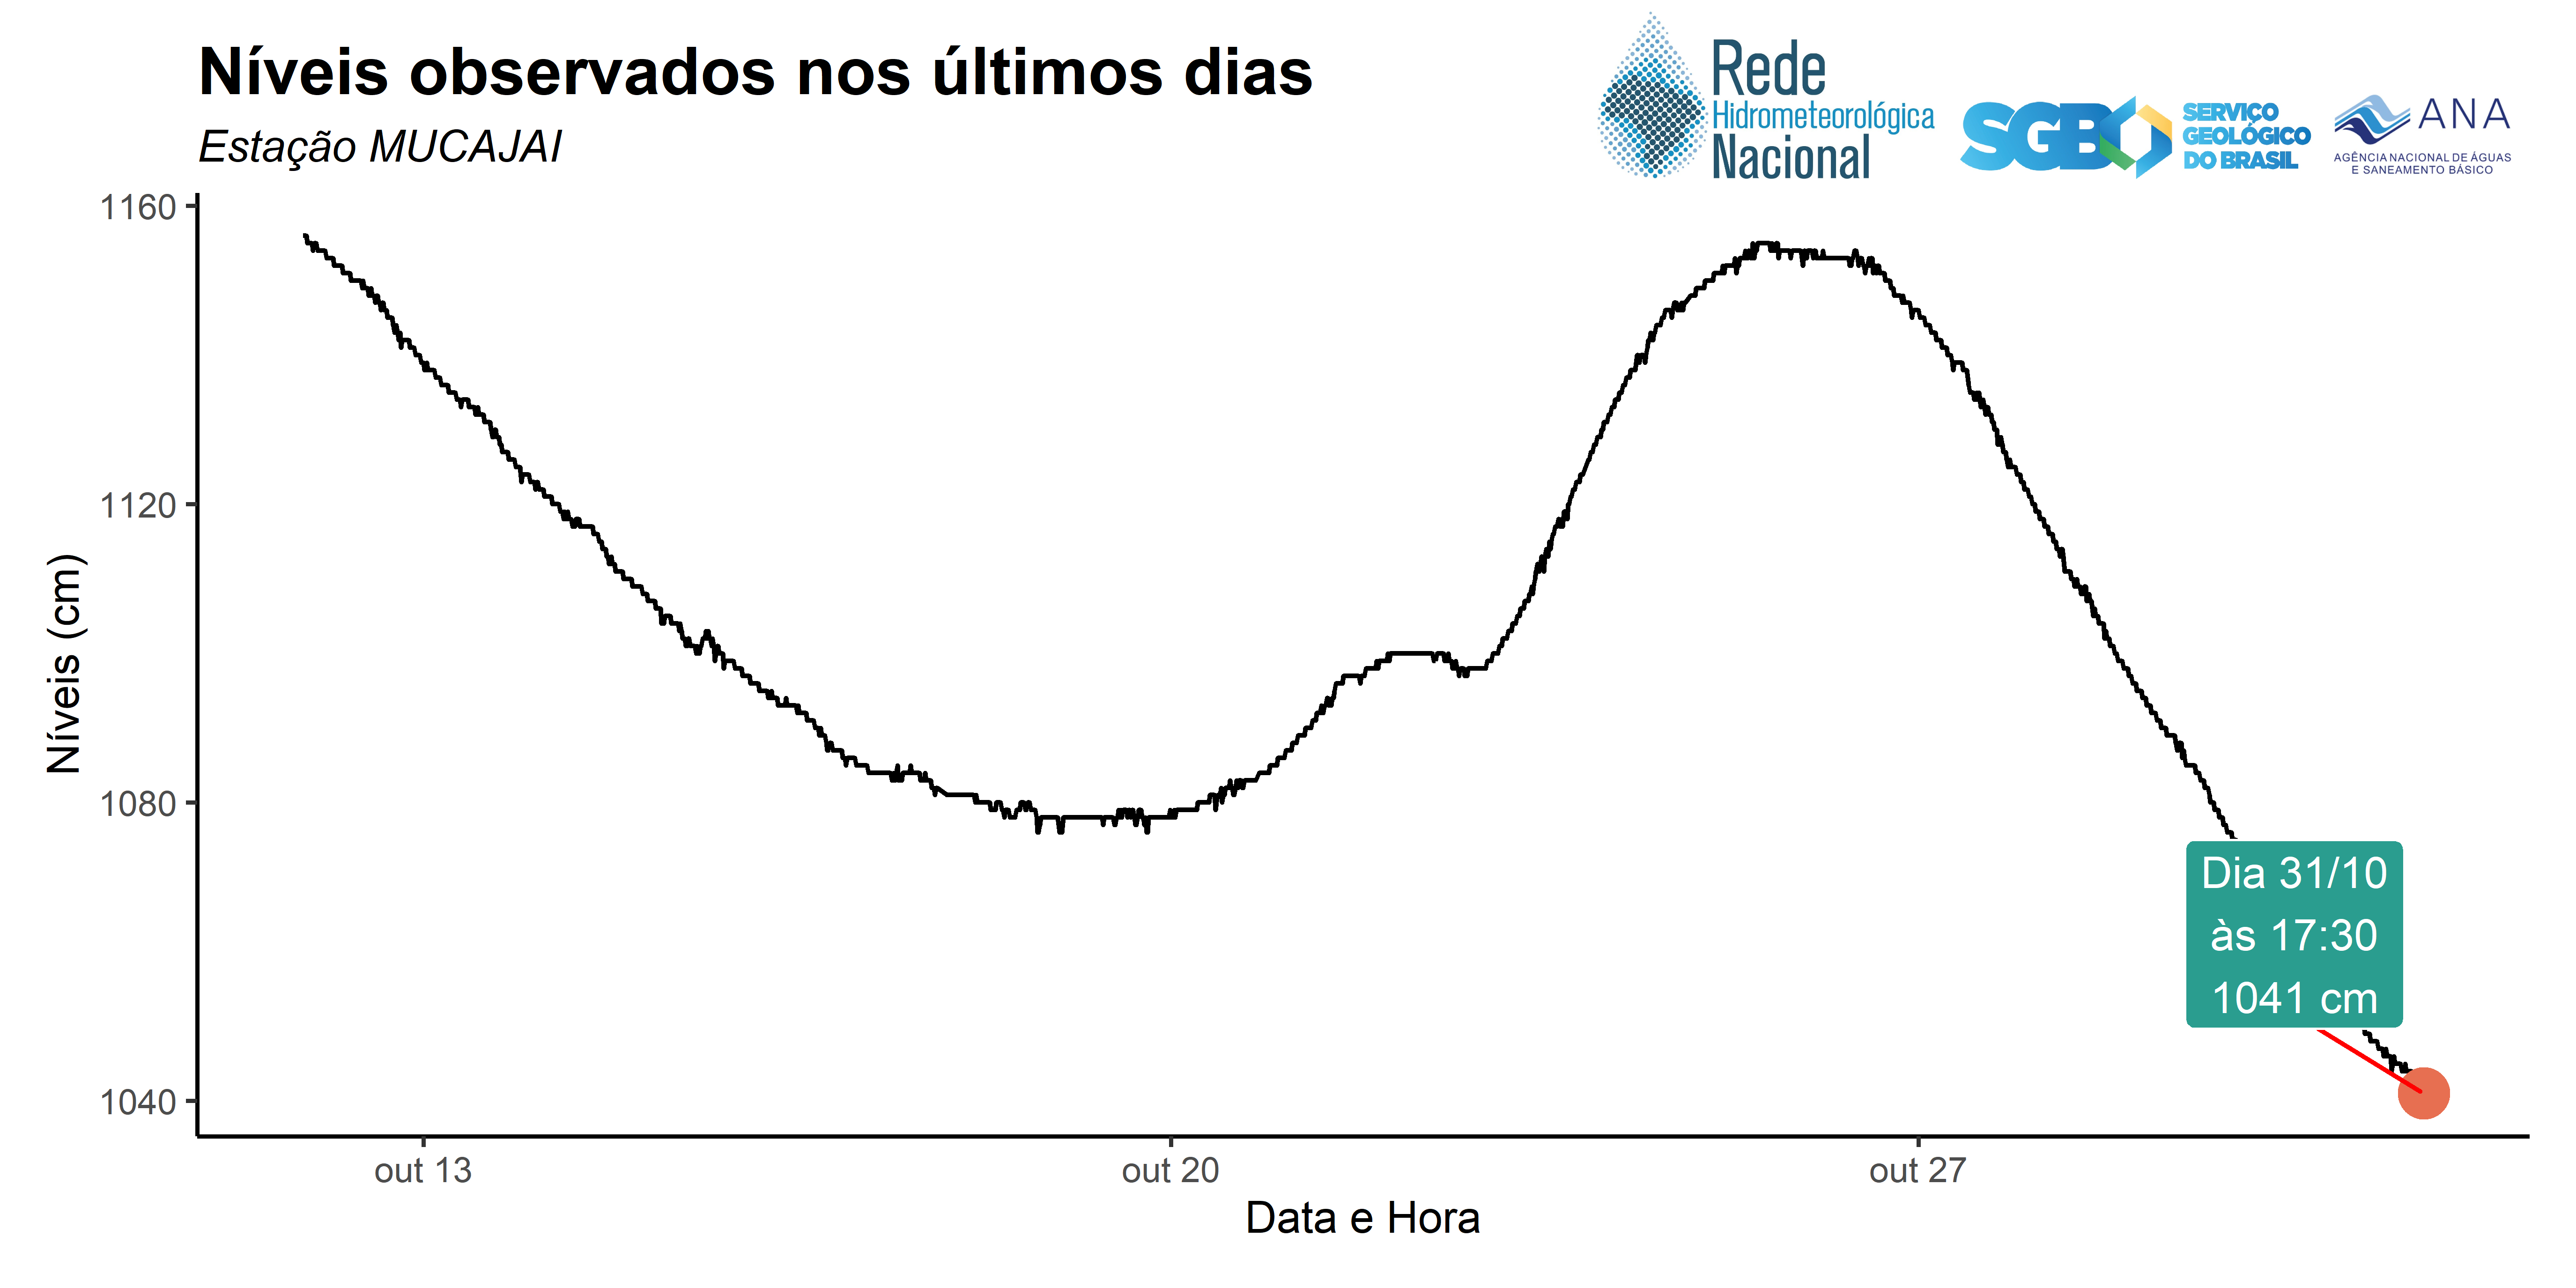 Níveis observados nos últimos dias
Estação MUCAJAI
Rede
Hidrometeorológica
Nacional
SGB
SERVIÇO
GEOLÓGICO
DO BRASIL
ANA
AGÊNCIA NACIONAL DE ÁGUAS
E SANEAMENTO BÁSICO
Níveis (cm)
1160
1120
1080
1040
Dia 31/10
às 17:30
1041 cm
out 13
out 20
out 27
Data e Hora